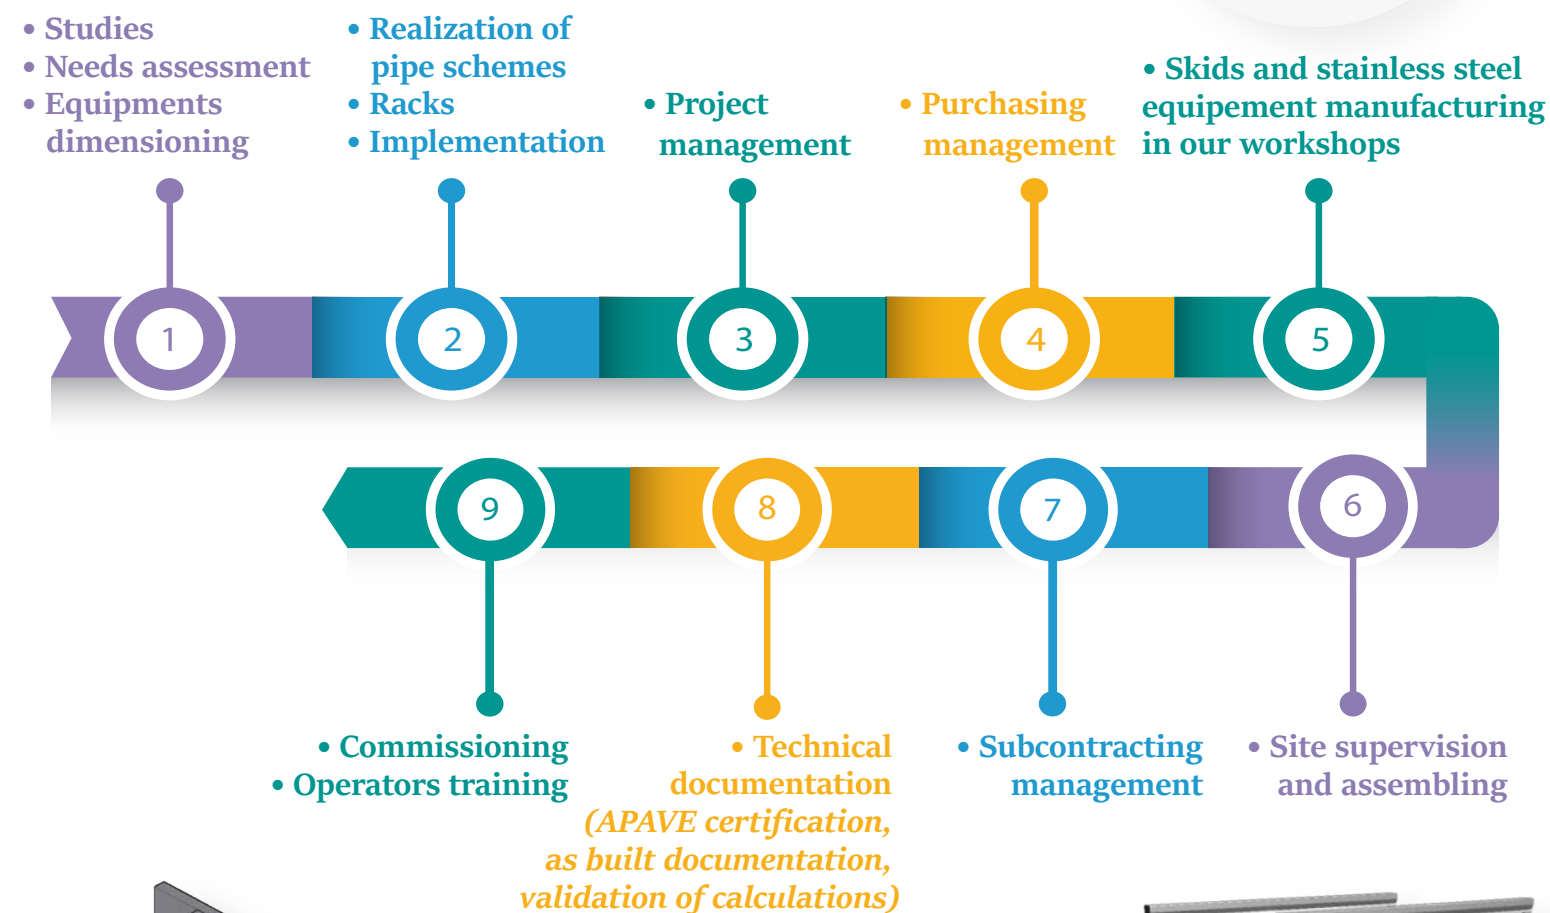 • Studies
• Needs assessment
• Equipments
dimensioning
• Realization of
pipe schemes
• Racks
• Implementation
• Project
management
• Purchasing
management
• Skids and stainless steel
equipement manufacturing
in our workshops
1
2
3
4
5
6
7
8
9
• Site supervision
and assembling
• Subcontracting
management
• Technical
documentation
(APAVE certification,
as built documentation,
validation of calculations)
• Commissioning
• Operators training